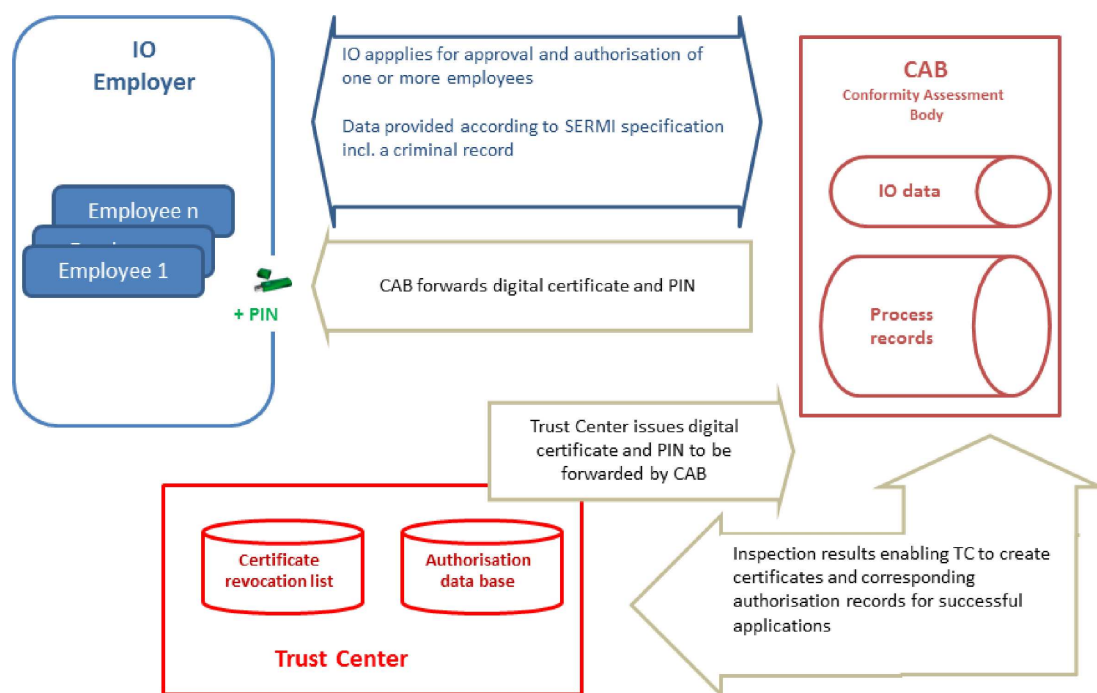 IO
Employer
Employee n
Employee 1
+ PIN
IO appplies for approval and authorisation of
one or more employees
Data provided according to SERMI specification
incl. a criminal record
CAB forwards digital certificate and PIN
CAB
Conformity Assessment
Body
IO data
Process
records
Trust Center issues digital
certificate and PIN to be
forwarded by CAB
Certificate
revocation list
Authorisation
data base
Trust Center
Inspection results enabling TC to create
certificates and corresponding
authorisation records for successful
applications